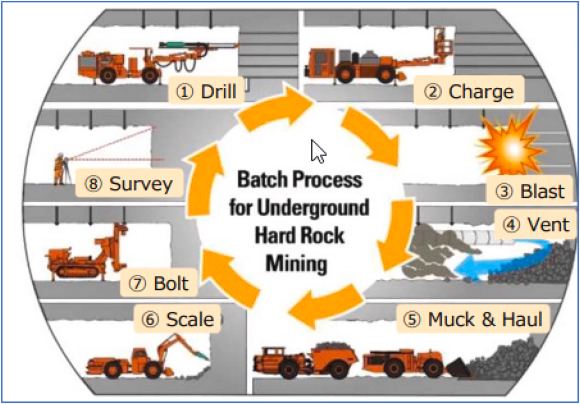 ① Drill
② Charge
③ Blast
④ Vent
⑤ Muck & Haul
⑥ Scale
⑦ Bolt
⑧ Survey
Batch Process
for Underground
Hard Rock
Mining